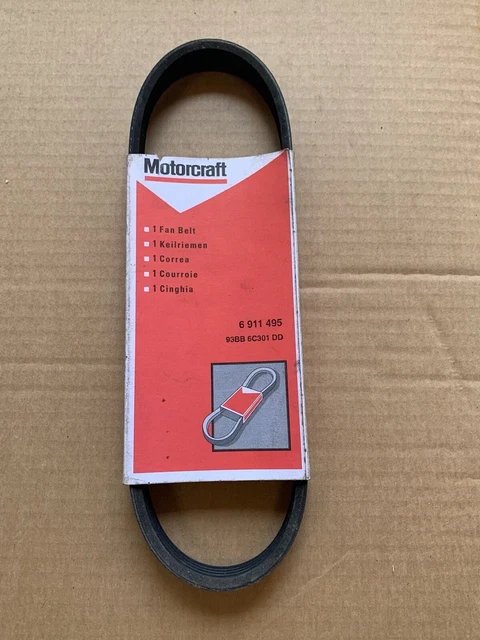 Motorcraft
1 Fan Belt
1 Keilriemen
1 Correa
1 Courroie
1 Cinghia
6 911 495
93BB 6C301 DD